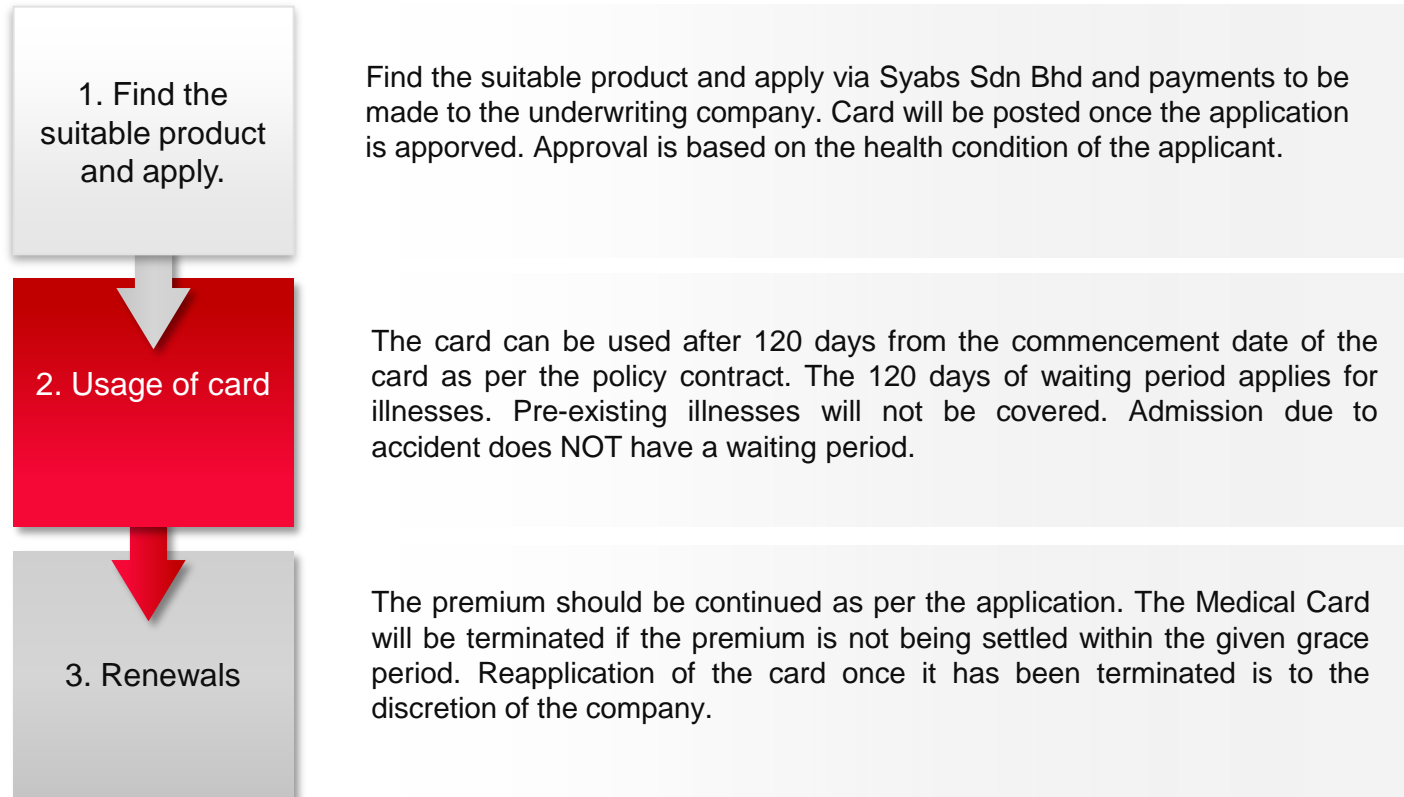 1. Find the
suitable product
and apply.
Find the suitable product and apply via Syabs Sdn Bhd and payments to be
made to the underwriting company. Card will be posted once the application
is apporved. Approval is based on the health condition of the applicant.
2. Usage of card
The card can be used after 120 days from the commencement date of the
card as per the policy contract. The 120 days of waiting period applies for
illnesses. Pre-existing illnesses will not be covered. Admission due to
accident does NOT have a waiting period.
3. Renewals
The premium should be continued as per the application. The Medical Card
will be terminated if the premium is not being settled within the given grace
period. Reapplication of the card once it has been terminated is to the
discretion of the company.